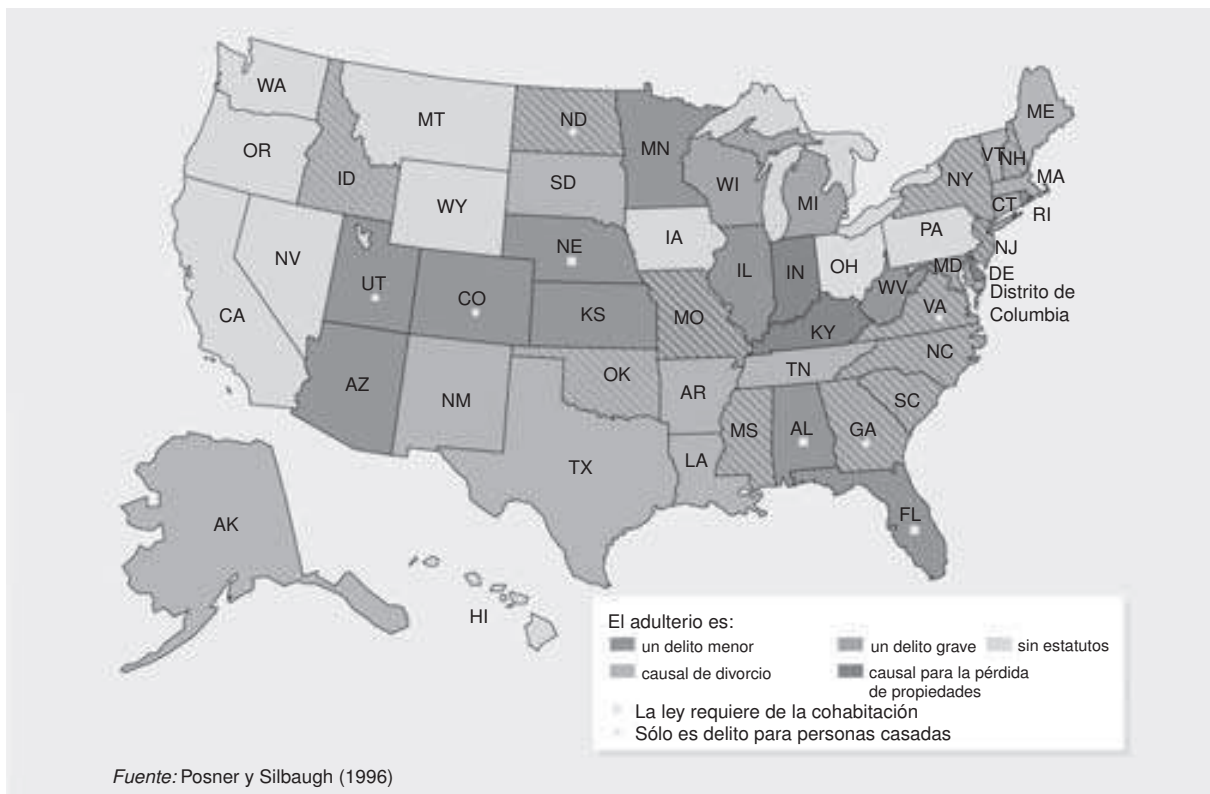 WA
MT
ND
MN
ME
OR
ID
SD
WI
MI
VT
NH
NY
MA
CT
RI
WY
NE
IA
PA
NJ
NV
UT
CO
IL
IN
OH
MD
DE
WV
Distrito de
Columbia
CA
KS
MO
KY
VA
AZ
NM
OK
AR
TN
NC
SC
MS
AL
GA
TX
LA
FL
AK
HI
El adulterio es:
un delito menor
un delito grave
sin estatutos
causal de divorcio
causal para la pérdida
de propiedades
La ley requiere de la cohabitación
Sólo es delito para personas casadas
Fuente: Posner y Silbaugh (1996)